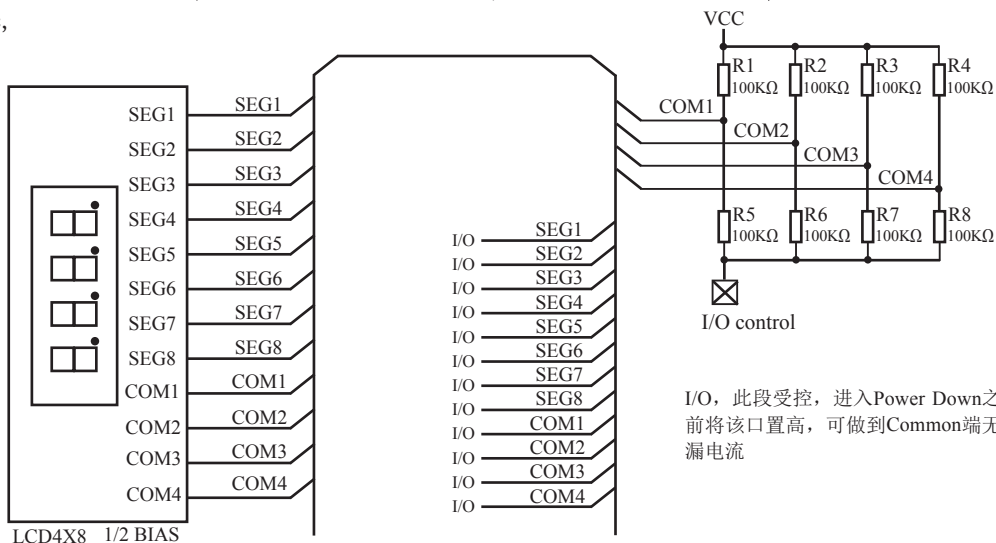 ,
VCC
R1
100KΩ
R2
100KΩ
R3
100KΩ
R4
100KΩ
COM1
COM2
COM3
COM4
R5
100KΩ
R6
100KΩ
R7
100KΩ
R8
100KΩ
I/O control
SEG1
SEG2
SEG3
SEG4
SEG5
SEG6
SEG7
SEG8
COM1
COM2
COM3
COM4
SEG1
SEG2
SEG3
SEG4
SEG5
SEG6
SEG7
SEG8
COM1
COM2
COM3
COM4
I/O SEG1
I/O SEG2
I/O SEG3
I/O SEG4
I/O SEG5
I/O SEG6
I/O SEG7
I/O SEG8
I/O COM1
I/O COM2
I/O COM3
I/O COM4
I/O，此段受控，进入Power Down之
前将该口置高，可做到Common端无
漏电流
LCD4X8 1/2 BIAS